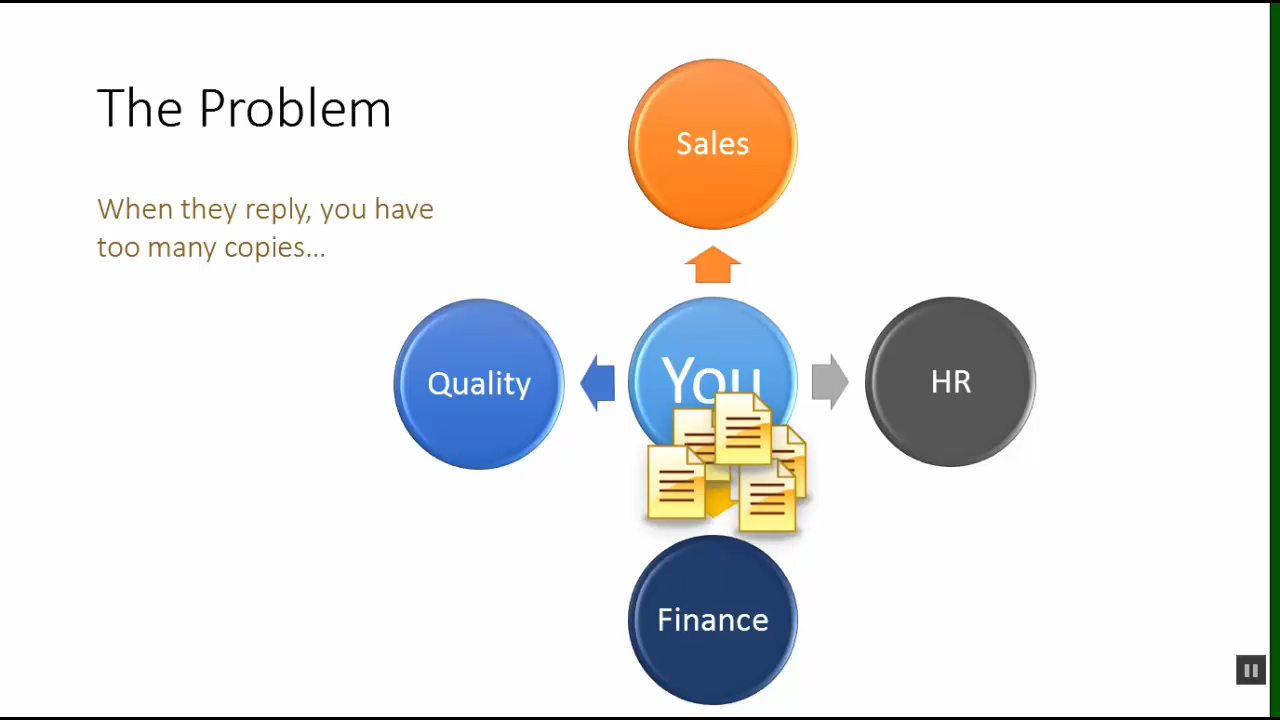 The Problem
When they reply, you have
too many copies...
Sales
Quality
You
HR
Finance